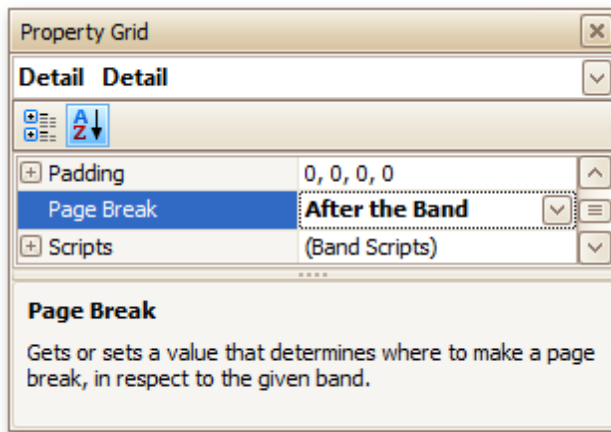 Property Grid
Detail Detail
A
Z
Padding 0, 0, 0, 0
Page Break After the Band
Scripts (Band Scripts)
Page Break
Gets or sets a value that determines where to make a page
break, in respect to the given band.